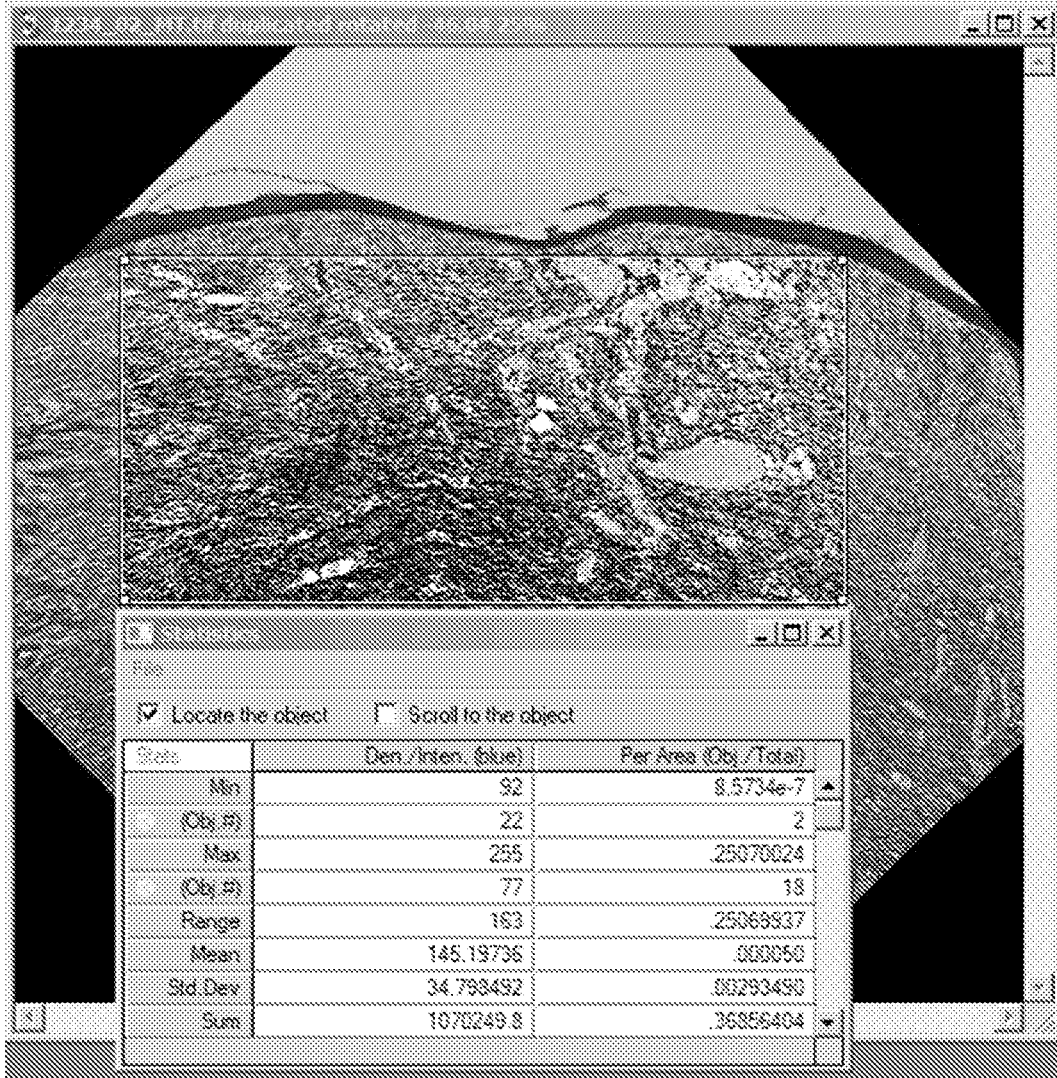 Locate the object Scroll to the object
Stats Den./Inten. (blue) Per Area (Obj./Total)
Min 92 8.5734e-7
(Obj.#) 22 2
Max 255 .25070024
(Obj.#) 77 18
Range 163 .25069937
Mean 145.19736 .000050
Std.Dev 34.798492 .00293490
Sum 1070249.8 .36856404